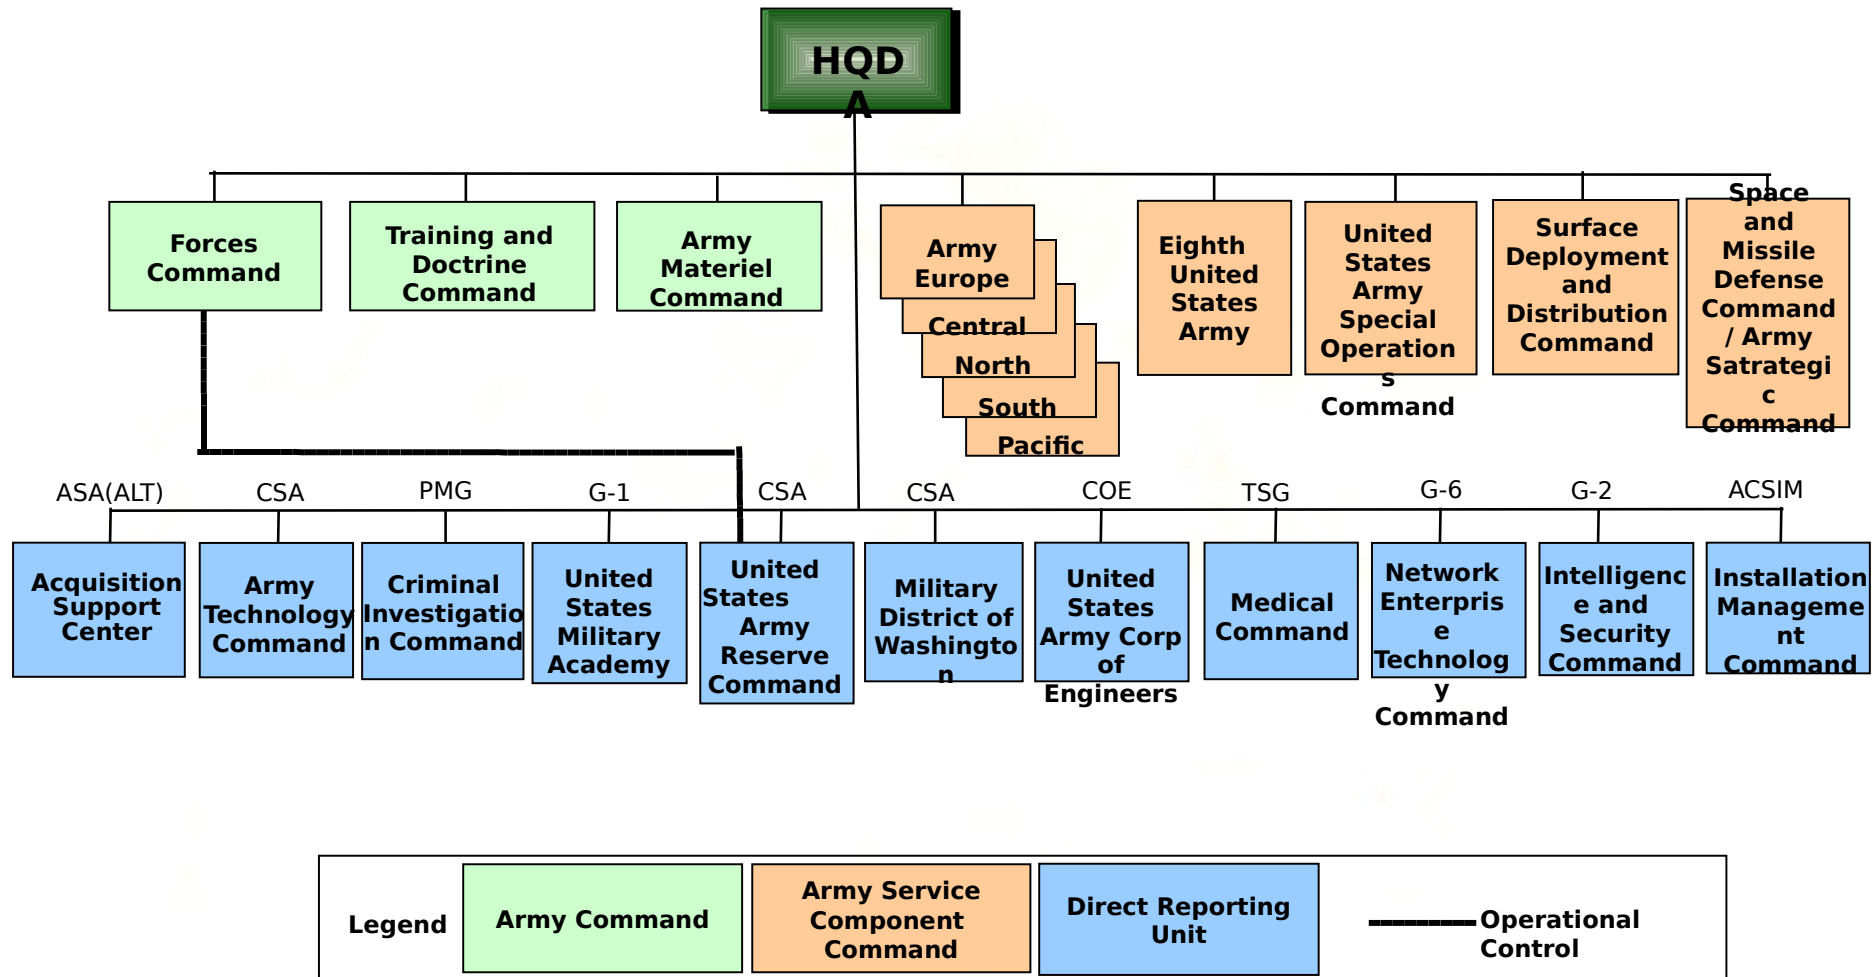 HQD
A
Forces
Command
Training and
Doctrine
Command
Army
Materiel
Command
Army
Europe
Central
North
South
Pacific
Eighth
United
States
Army
United
States
Army
Special
Operation
s
Command
Surface
Deployment
and
Distribution
Command
Space
and
Missile
Defense
Command
/ Army
Satrategi
c
Command
ASA(ALT)
CSA
PMG
G-1
CSA
CSA
COE
TSG
G-6
G-2
ACSIM
Acquisition
Support
Center
Army
Technology
Command
Criminal
Investigatio
n Command
United
States
Military
Academy
United
States
Army
Reserve
Command
Military
District of
Washingto
n
United
States
Army Corp
of
Engineers
Medical
Command
Network
Enterpris
e
Technolog
y
Command
Intelligenc
e and
Security
Command
Installation
Manageme
nt
Command
Legend
Army Command
Army Service
Component
Command
Direct Reporting
Unit
Operational
Control